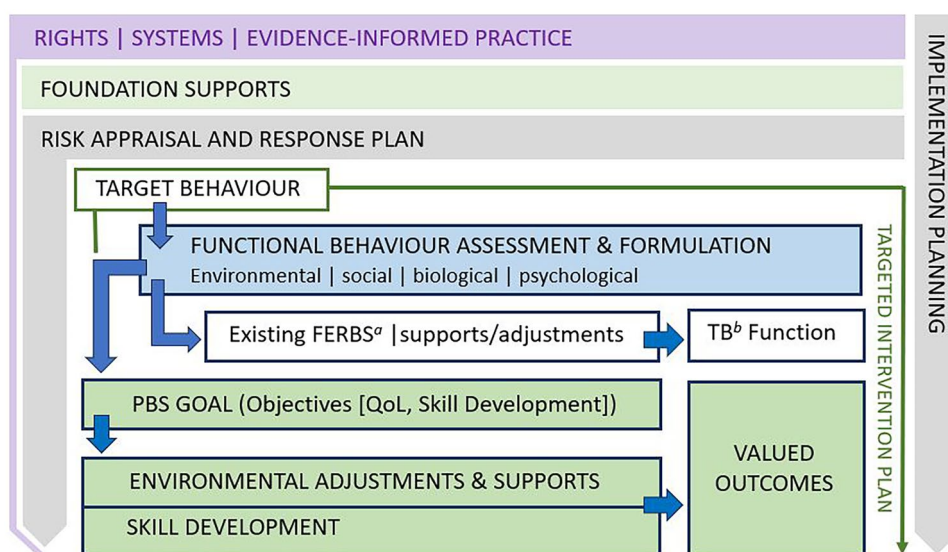 RIGHTS | SYSTEMS | EVIDENCE-INFORMED PRACTICE
FOUNDATION SUPPORTS
RISK APPRAISAL AND RESPONSE PLAN
TARGET BEHAVIOUR
FUNCTIONAL BEHAVIOUR ASSESSMENT & FORMULATION
Environmental | social | biological | psychological
Existing FERBSᵃ |supports/adjustments
TBᵇ Function
PBS GOAL (Objectives [QoL, Skill Development])
ENVIRONMENTAL ADJUSTMENTS & SUPPORTS
SKILL DEVELOPMENT
VALUED
OUTCOMES
TARGETED INTERVENTION PLAN
IMPLEMENTATION PLANNING